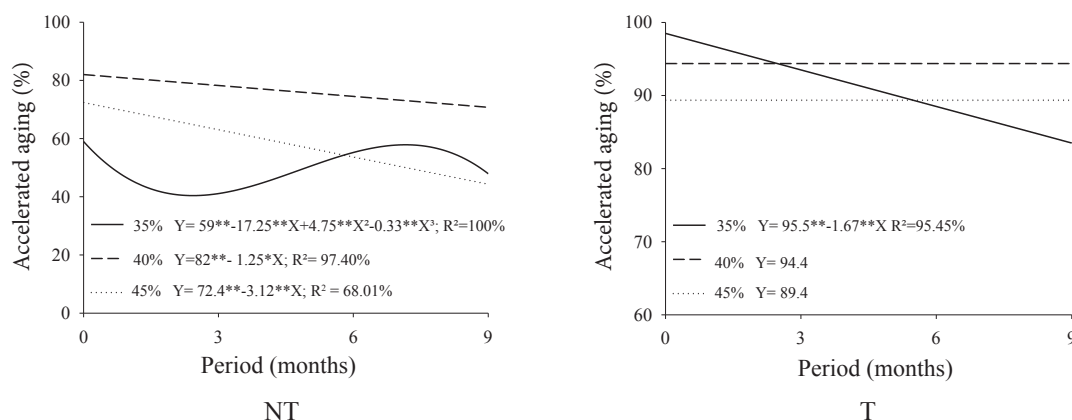 100
80
60
40
20
0
Accelerated aging (%)
35% Y= 59**-17.25**X+4.75**X²-0.33**X³; R²=100%
40% Y=82**- 1.25*X; R²= 97.40%
45% Y= 72.4**-3.12**X; R² = 68.01%
0 3 6 9
Period (months)
NT
100
90
80
70
60
Accelerated aging (%)
35% Y= 95.5**-1.67**X R²=95.45%
40% Y= 94.4
45% Y= 89.4
0 3 6 9
Period (months)
T